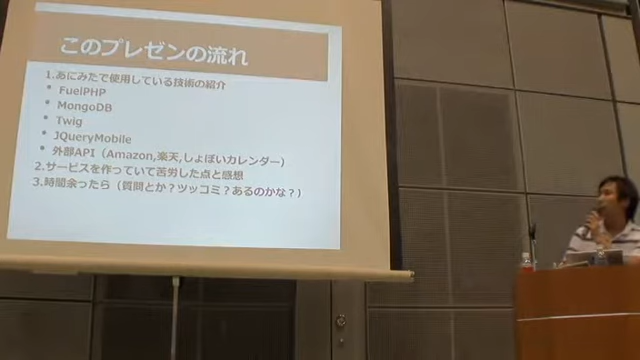 このプレゼンの流れ
1.あにみたで使用している技術の紹介
• FuelPHP
• MongoDB
• Twig
• JQueryMobile
• 外部API（Amazon,楽天,しょぼいカレンダー）
2.サービスを作っていて苦労した点と感想
3.時間余ったら（質問とか？ツッコミ？あるのかな？）